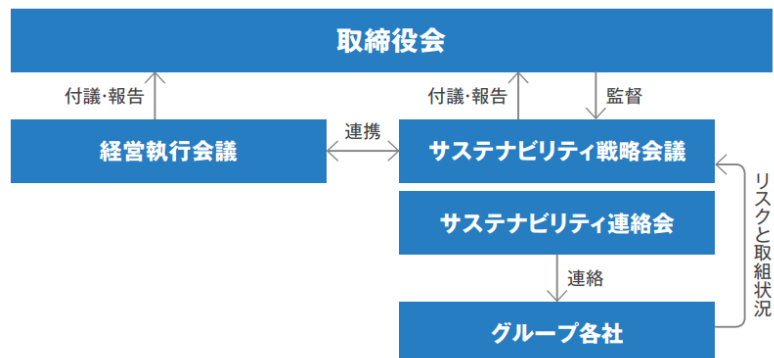 取締役会
付議・報告
付議・報告
監督
経営執行会議
連携
サステナビリティ戦略会議
サステナビリティ連絡会
連絡
グループ各社
リスクと取組状況